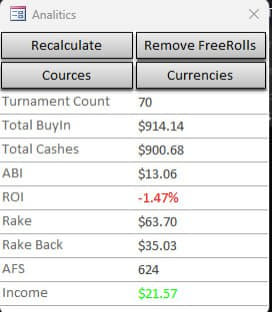 Analitics
Recalculate Remove FreeRolls
Cources Currencies
Turnament Count 70
Total BuyIn $914.14
Total Cashes $900.68
ABI $13.06
ROI -1.47%
Rake $63.70
Rake Back $35.03
AFS 624
Income $21.57